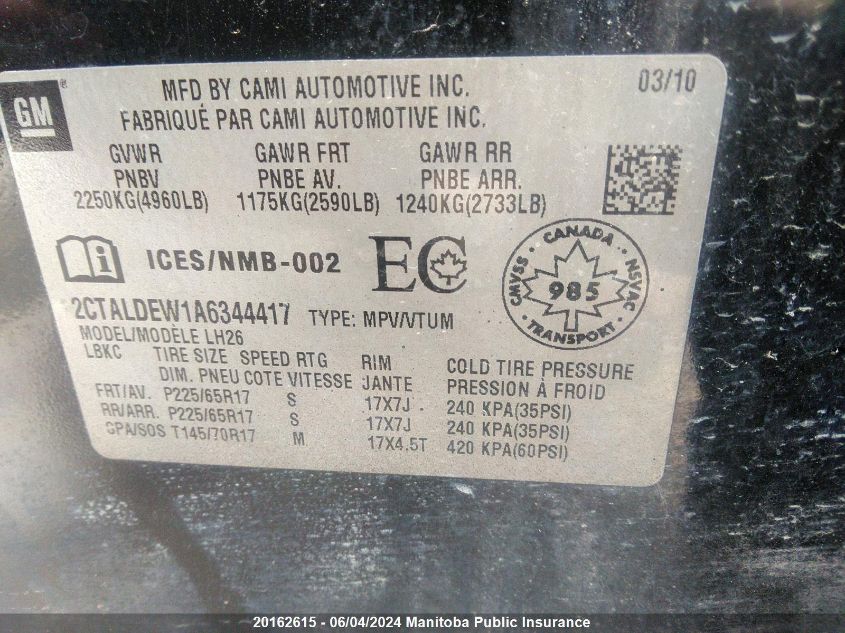 GM
MFD BY CAMI AUTOMOTIVE INC. 03/10
FABRIQUÉ PAR CAMI AUTOMOTIVE INC.
GVWR GAWR FRT GAWR RR
PNBV PNBE AV. PNBE ARR.
2250KG(4960LB) 1175KG(2590LB) 1240KG(2733LB)
ICES/NMB-002 EC
CANADA
CMVSS 985 NSVAC
TRANSPORT
2CTALDEW1A6344417 TYPE: MPV/VTUM
MODEL/MODÈLE LH26
LBKC TIRE SIZE SPEED RTG RIM COLD TIRE PRESSURE
DIM. PNEU COTE VITESSE JANTE PRESSION À FROID
FRT/AV. P225/65R17 S 17X7J 240 KPA(35PSI)
RR/ARR. P225/65R17 S 17X7J 240 KPA(35PSI)
SPA/SOS T145/70R17 M 17X4.5T 420 KPA(60PSI)
20162615 - 06/04/2024 Manitoba Public Insurance